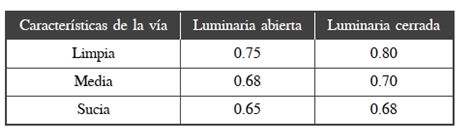 Características de la vía Luminaria abierta Luminaria cerrada
Limpia 0.75 0.80
Media 0.68 0.70
Sucia 0.65 0.68